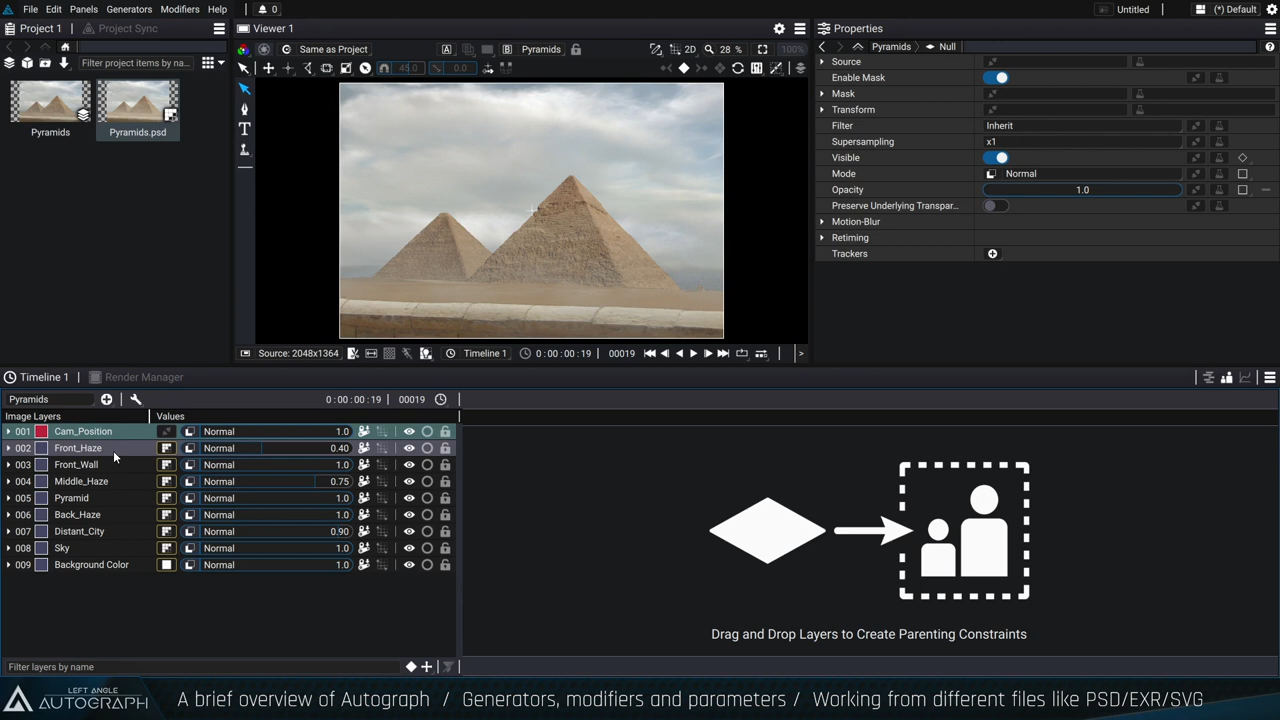 File Edit Panels Generators Modifiers Help 0 Untitled (*) Default
Project 1 Project Sync
Filter project items by na...
Pyramids Pyramids.psd
Viewer 1
Same as Project A B Pyramids 2D 28 % 100%
45.0 0.0
Source: 2048x1364 Timeline 1 0:00:00:19 00019
Properties
Pyramids Null
Source
Enable Mask
Mask
Transform
Filter Inherit
Supersampling x1
Visible
Mode Normal
Opacity 1.0
Preserve Underlying Transpar...
Motion-Blur
Retiming
Trackers
Timeline 1 Render Manager
Pyramids 0:00:00:19 00019
Image Layers Values
001 Cam_Position Normal 1.0
002 Front_Haze Normal 0.40
003 Front_Wall Normal 1.0
004 Middle_Haze Normal 0.75
005 Pyramid Normal 1.0
006 Back_Haze Normal 1.0
007 Distant_City Normal 0.90
008 Sky Normal 1.0
009 Background Color Normal 1.0
Drag and Drop Layers to Create Parenting Constraints
Filter layers by name
LEFT ANGLE
AUTOGRAPH
A brief overview of Autograph / Generators, modifiers and parameters / Working from different files like PSD/EXR/SVG